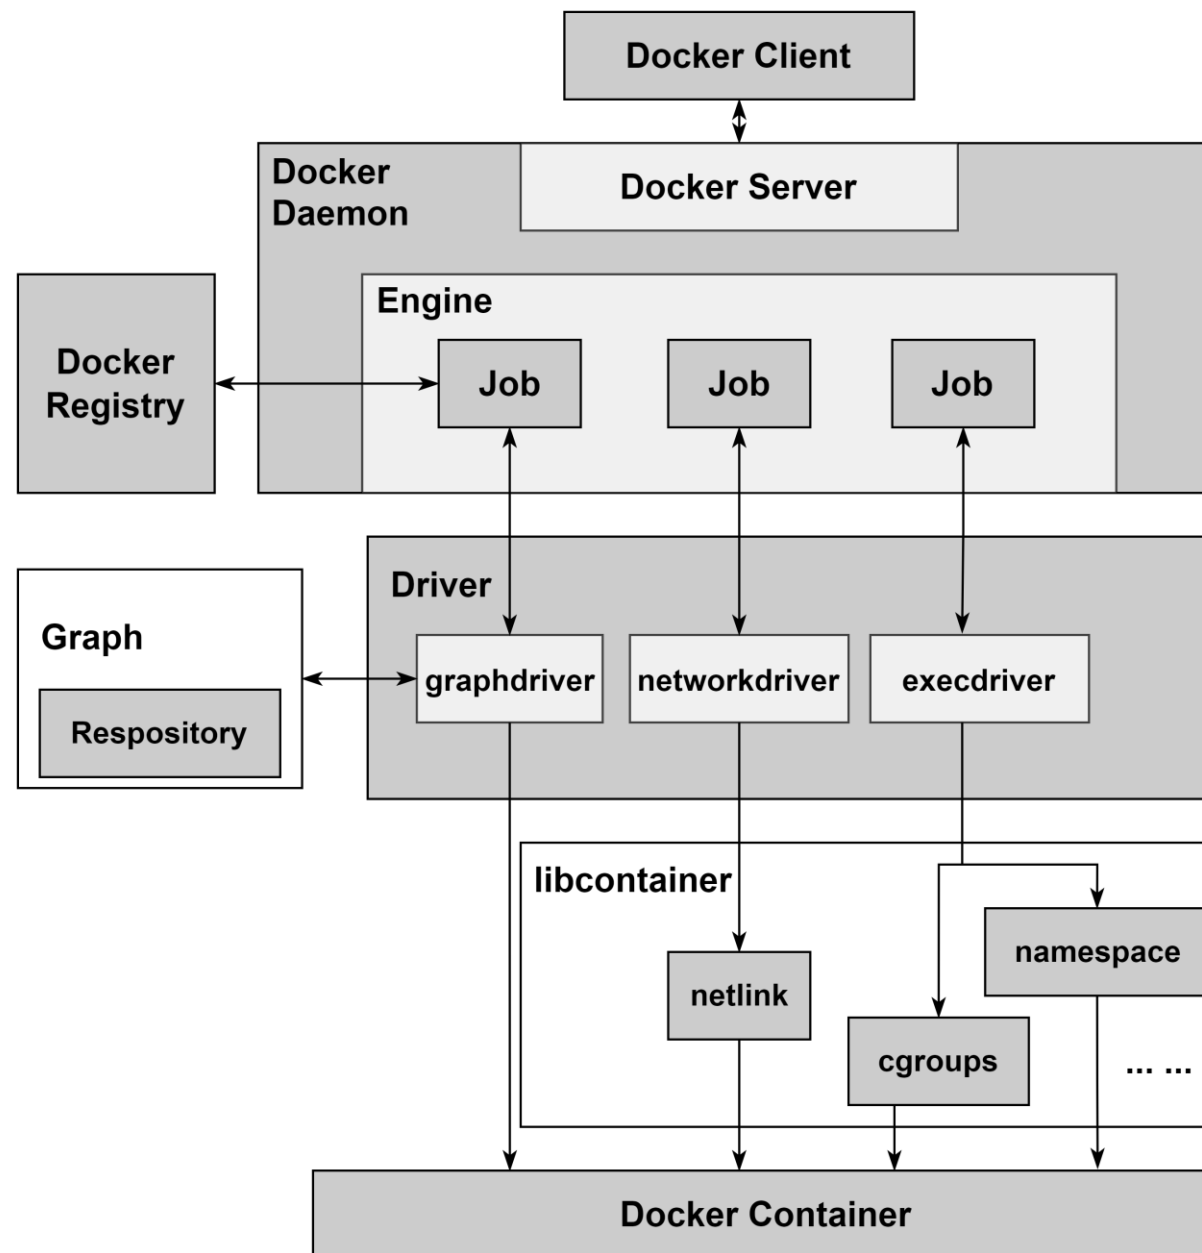 Docker Client
Docker
Daemon
Docker Server
Engine
Docker
Registry
Job
Job
Job
Driver
Graph
graphdriver
networkdriver
execdriver
Respository
libcontainer
namespace
netlink
cgroups
... ...
Docker Container